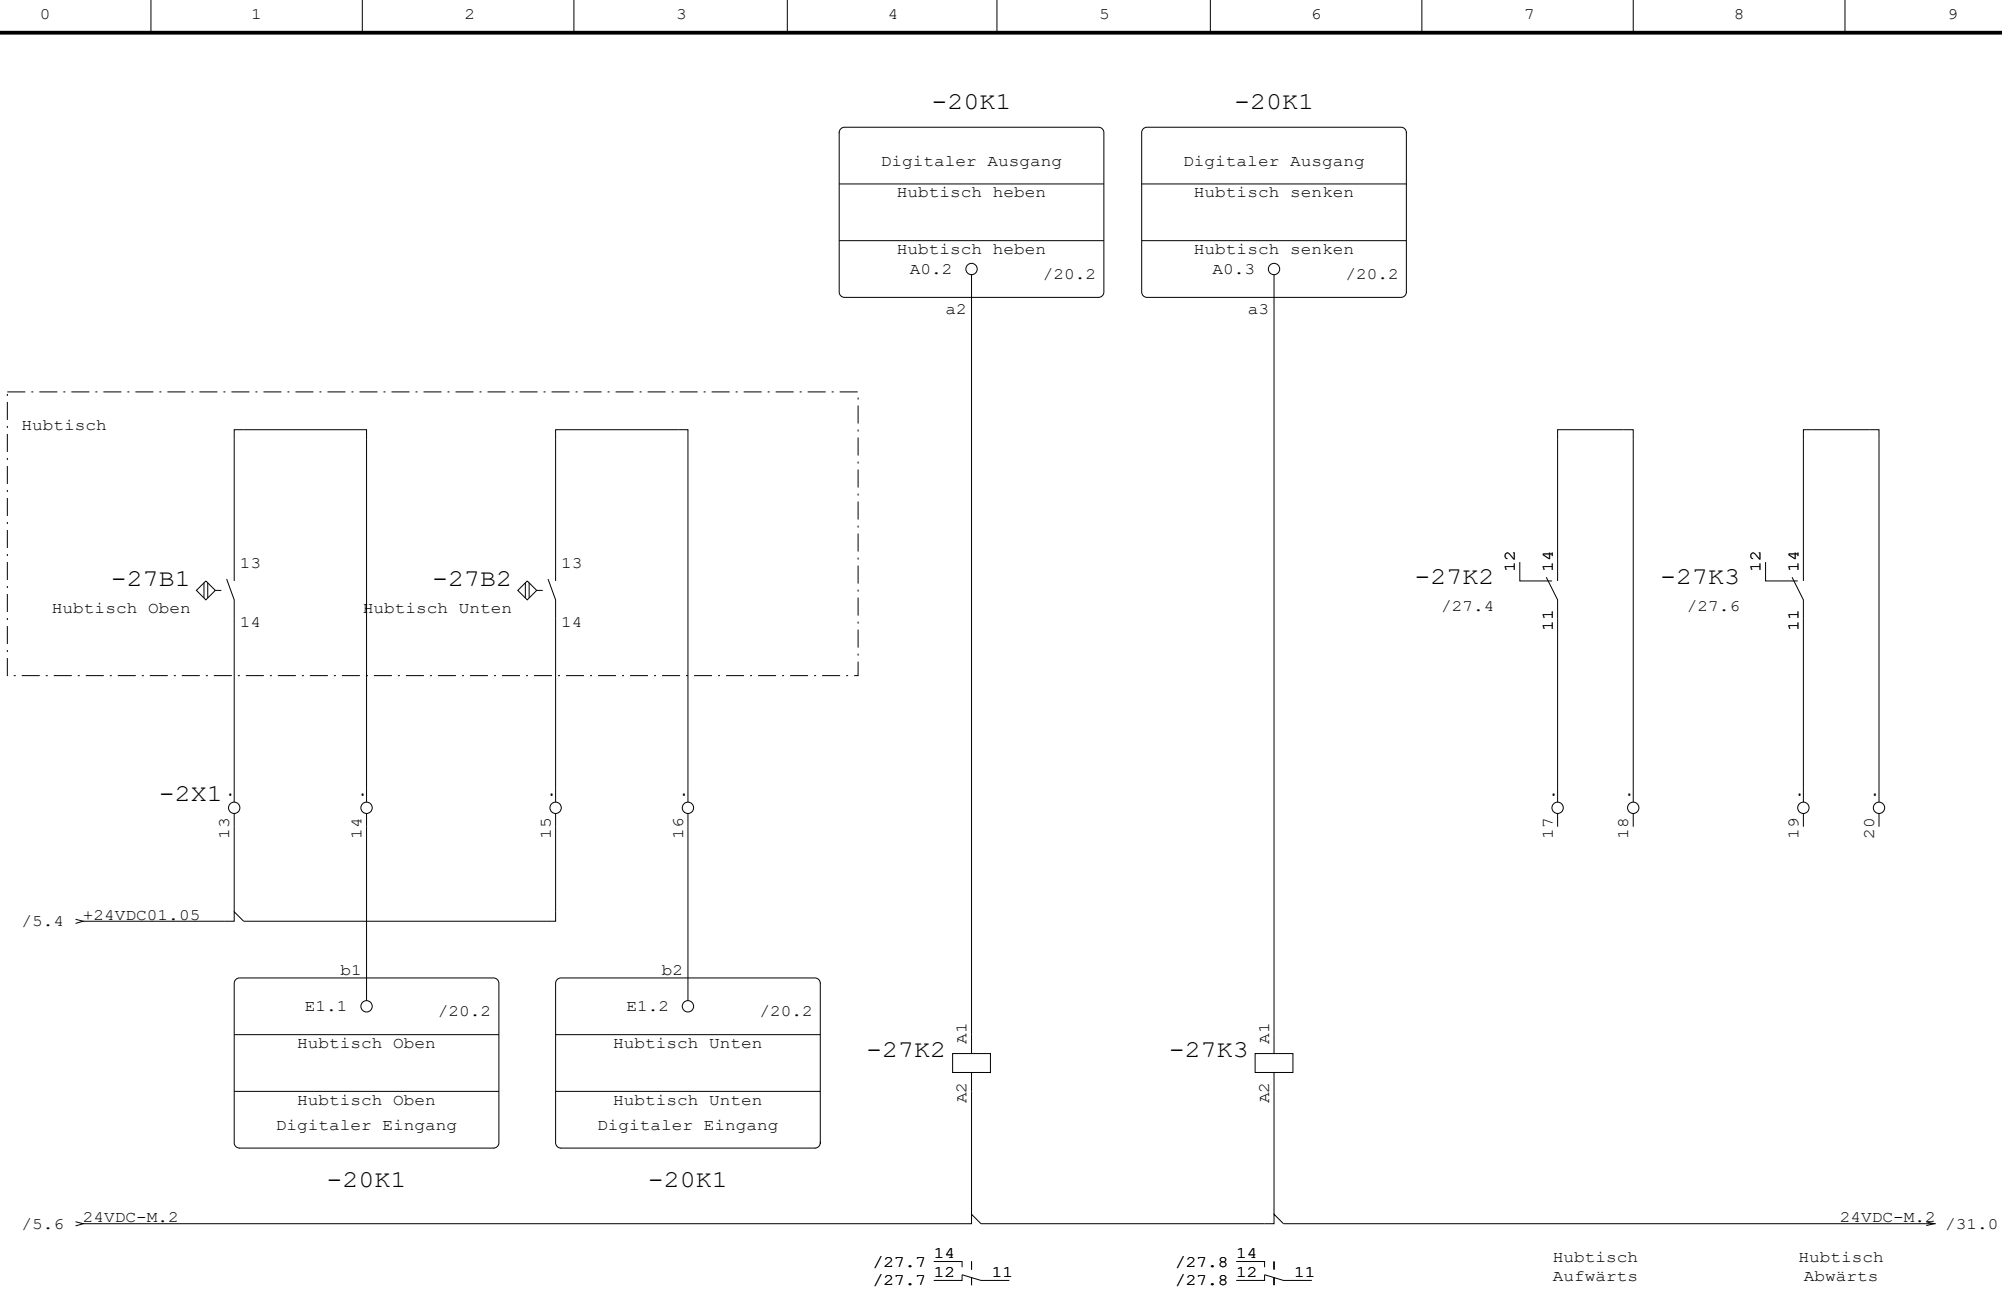 0 1 2 3 4 5 6 7 8 9
-20K1 -20K1
Digitaler Ausgang Digitaler Ausgang
Hubtisch heben Hubtisch senken
Hubtisch heben Hubtisch senken
A0.2 /20.2 A0.3 /20.2
a2 a3
Hubtisch
13 13 12 14 12 14
-27B1 -27B2 -27K2 -27K3
Hubtisch Oben Hubtisch Unten /27.4 /27.6
14 14 11 11
-2X1
13 14 15 16 17 18 19 20
/5.4 +24VDC01.05
b1 b2
E1.1 /20.2 E1.2 /20.2
Hubtisch Oben Hubtisch Unten
A1 A1
-27K2 -27K3
A2 A2
Hubtisch Oben Hubtisch Unten
Digitaler Eingang Digitaler Eingang
-20K1 -20K1
/5.6 24VDC-M.2 24VDC-M.2 /31.0
/27.7 14 /27.8 14
/27.7 12 11 /27.8 12 11
Hubtisch Hubtisch
Aufwärts Abwärts